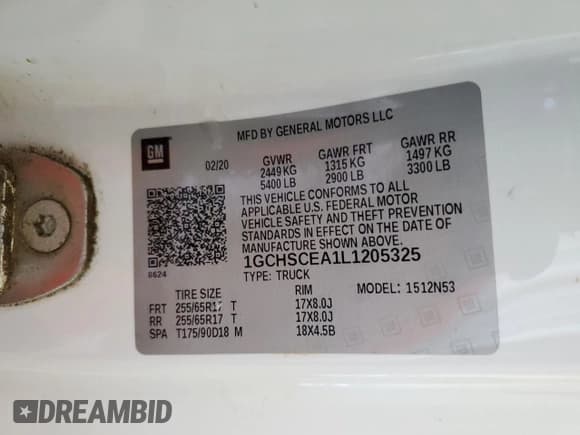 MFD BY GENERAL MOTORS LLC
GM
02/20
GVWR
2449 KG
5400 LB
GAWR FRT
1315 KG
2900 LB
GAWR RR
1497 KG
3300 LB
THIS VEHICLE CONFORMS TO ALL
APPLICABLE U.S. FEDERAL MOTOR
VEHICLE SAFETY AND THEFT PREVENTION
STANDARDS IN EFFECT ON THE DATE OF
MANUFACTURE SHOWN ABOVE.
1GCHSCEA1L1205325
0624
TYPE: TRUCK
TIRE SIZE RIM MODEL: 1512N53
FRT 255/65R17 T 17X8.0J
RR 255/65R17 T 17X8.0J
SPA T175/90D18 M 18X4.5B
DREAMBID